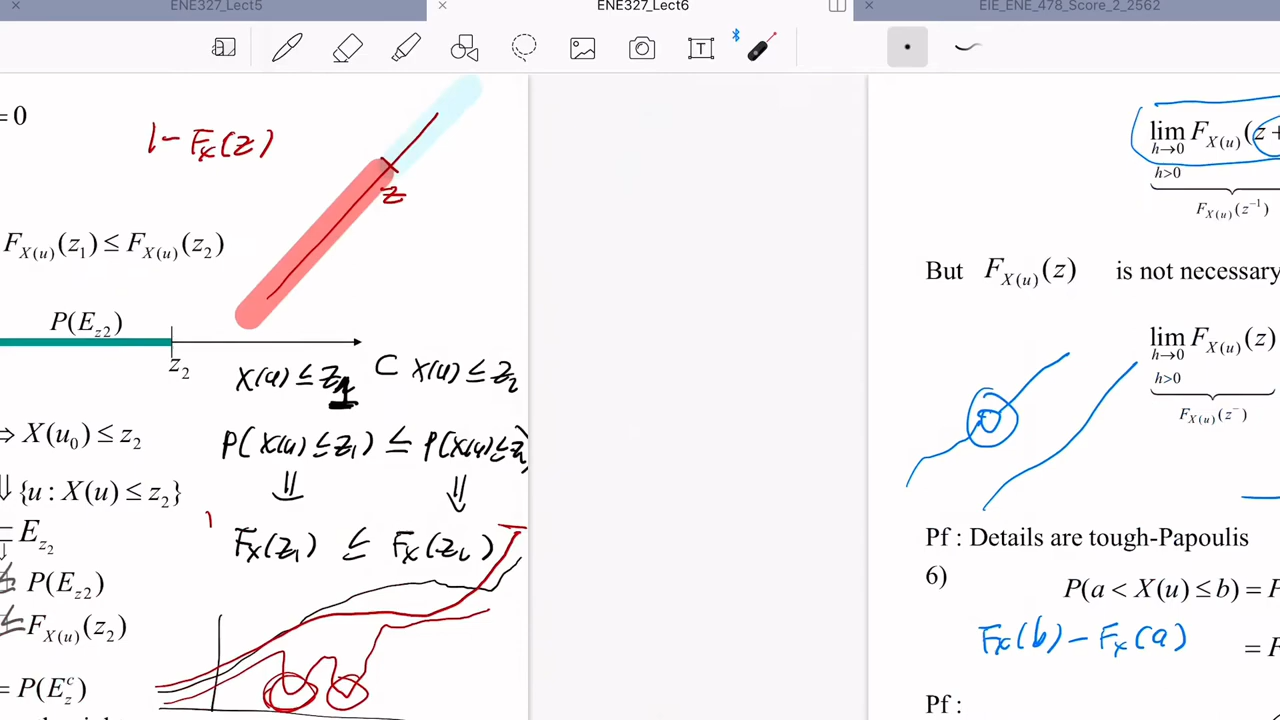 ENE327_Lect5
ENE327_Lect6
EIE_ENE_478_Score_2_2562
= 0
1 - Fx(z)
z
F_{X(u)}(z_1) ≤ F_{X(u)}(z_2)
P(E_{z2})
z_2
X(u) ≤ z_1 ⊂ X(u) ≤ z_2
⇒ X(u_0) ≤ z_2
P(X(u) ≤ z_1) ≤ P(X(u) ≤ z_2
{u : X(u) ≤ z_2}
= E_{z2}
Fx(z_1) ≤ Fx(z_2)
≤ P(E_{z2})
≤ F_{X(u)}(z_2)
= P(E_z^c)
lim F_{X(u)}(z +
h→0
h>0
F_{X(u)}(z^{-1})
But F_{X(u)}(z) is not necessary
lim F_{X(u)}(z)
h→0
h>0
F_{X(u)}(z^-)
Pf : Details are tough-Papoulis
6)
P(a < X(u) ≤ b) = F
Fx(b) - Fx(a)
= F
Pf :